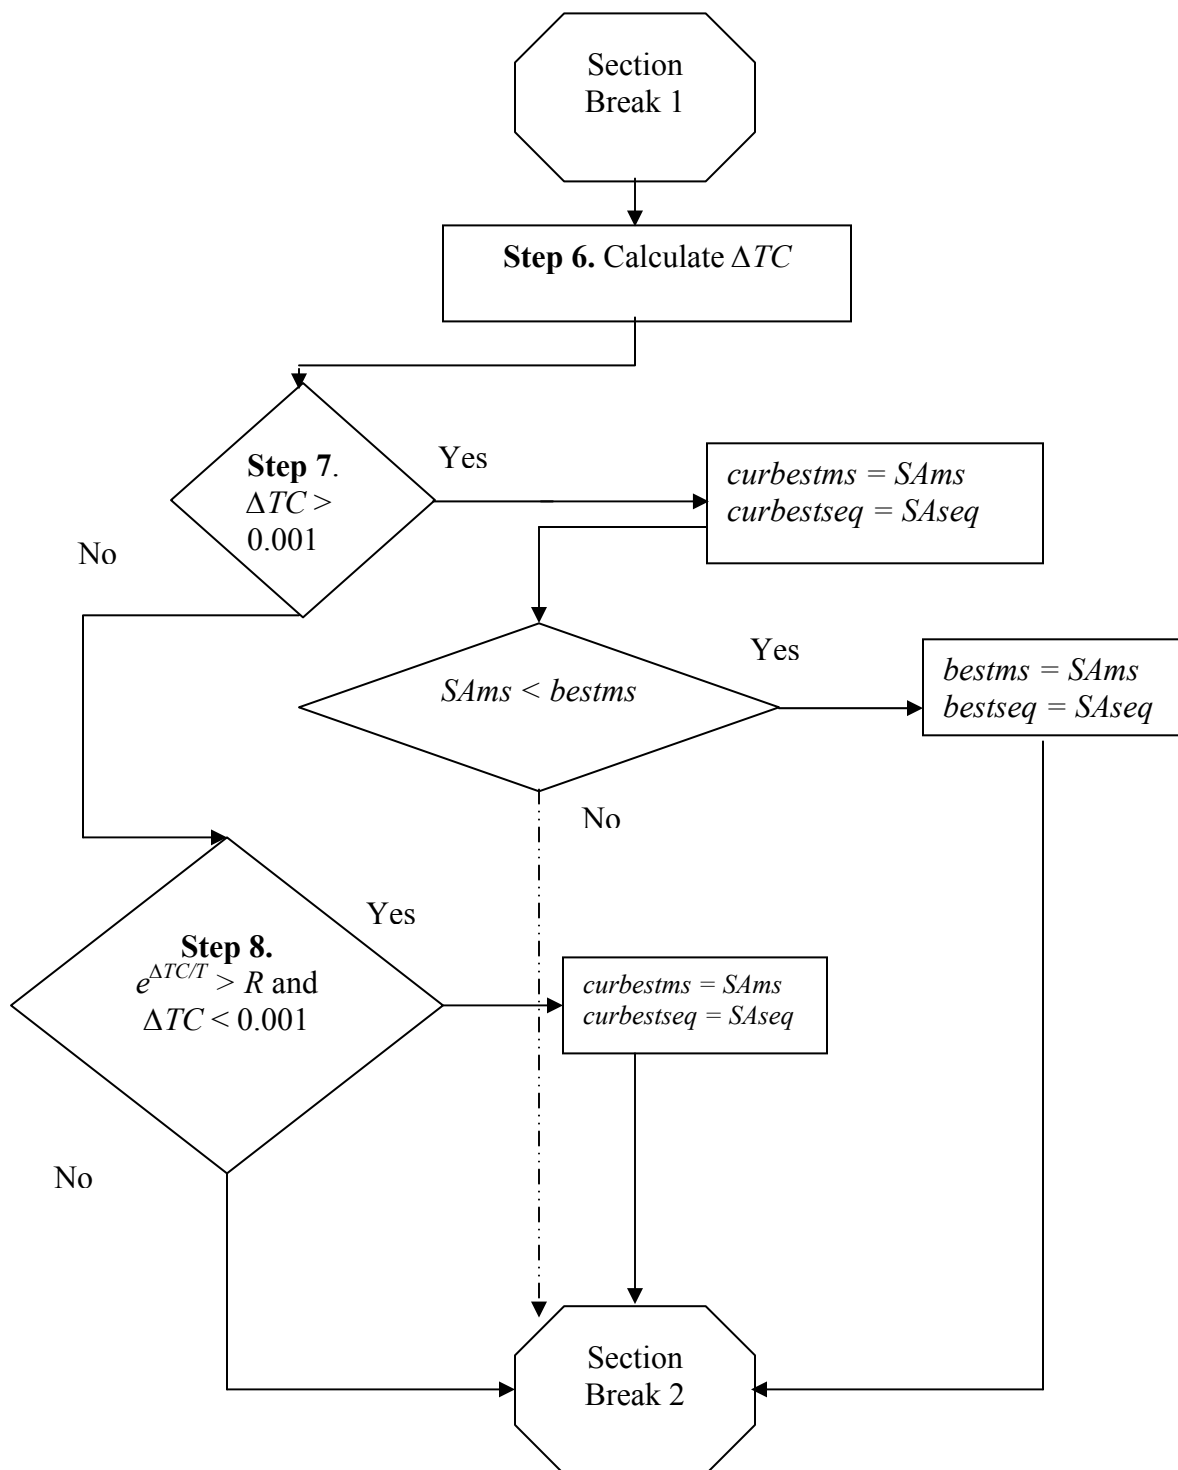 Section
Break 1
Step 6. Calculate ΔTC
Step 7.
ΔTC >
0.001
Yes
No
curbestms = SAms
curbestseq = SAseq
SAms < bestms
Yes
No
bestms = SAms
bestseq = SAseq
Step 8.
e^{ΔTC/T} > R and
ΔTC < 0.001
Yes
No
curbestms = SAms
curbestseq = SAseq
Section
Break 2